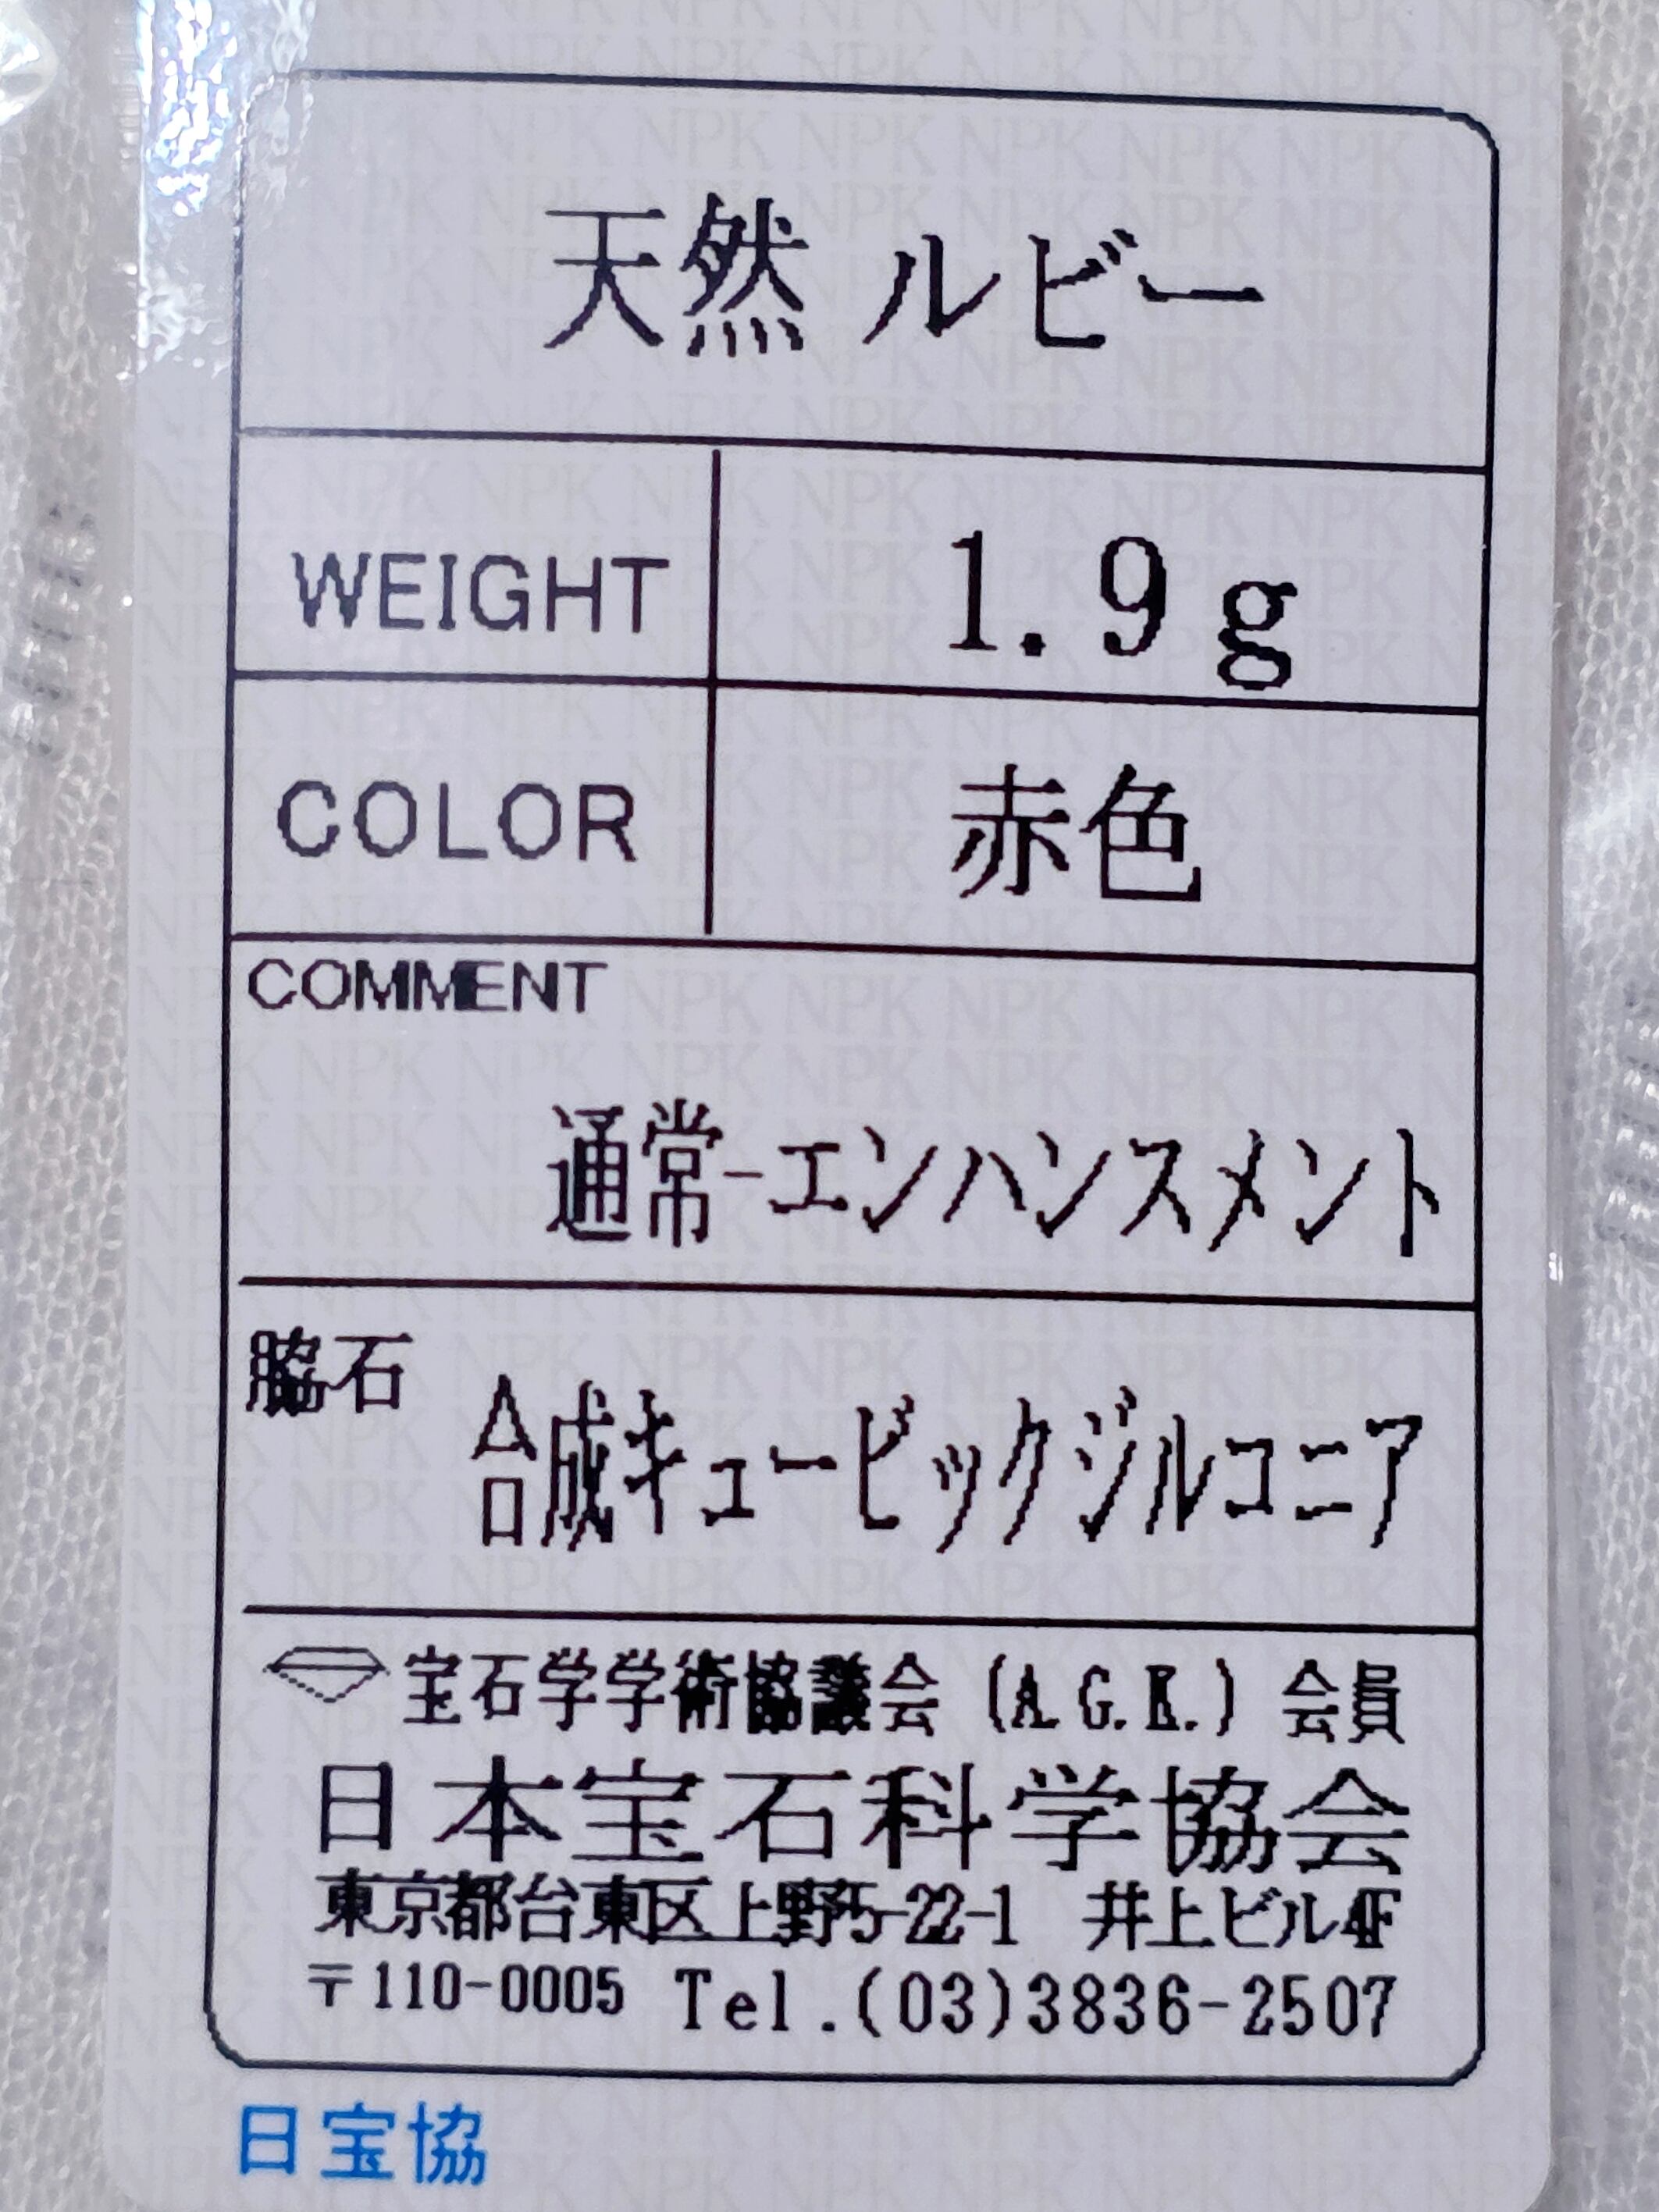 天然 ルビー
WEIGHT 1.9g
COLOR 赤色
COMMENT
通常-エンハンスメント
脇石 合成キュービックジルコニア
宝石学学術協議会 (A.G.K.) 会員
日本宝石科学協会
東京都台東区上野5-22-1 井上ビル4F
〒110-0005 Tel.(03)3836-2507
日宝協